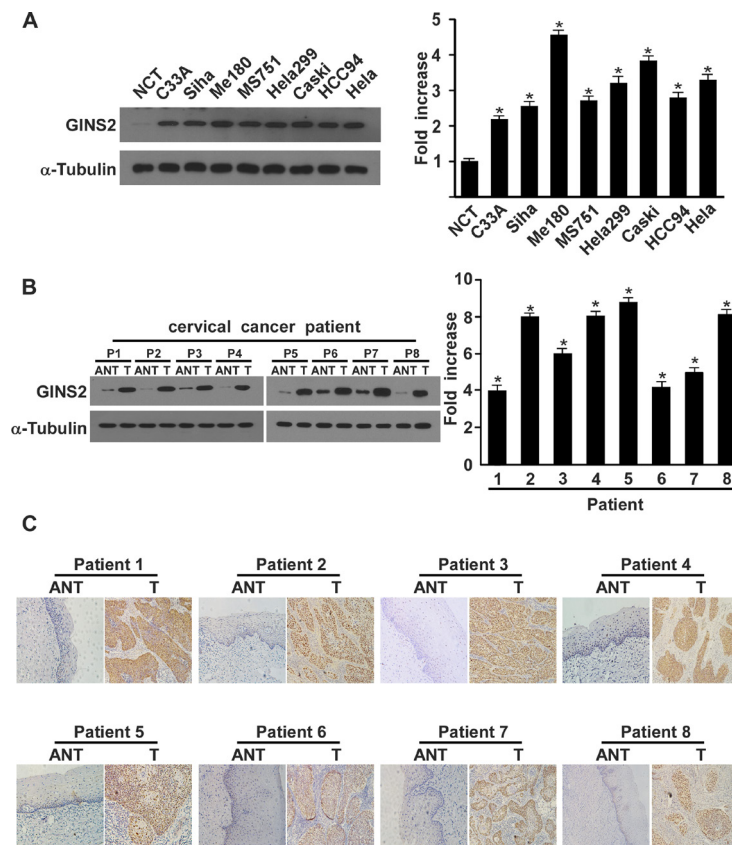 A
NCT C33A Siha Me180 MS751 Hela299 Caski HCC94 Hela
GINS2
α-Tubulin
Fold increase
5
4
3
2
1
* * * * * * * *
NCT C33A Siha Me180 MS751 Hela299 Caski HCC94 Hela
B
cervical cancer patient
P1 P2 P3 P4 P5 P6 P7 P8
ANT T ANT T ANT T ANT T ANT T ANT T ANT T ANT T
GINS2
α-Tubulin
Fold increase
10
8
6
4
2
0
* * * * * * * *
1 2 3 4 5 6 7 8
Patient
C
Patient 1 Patient 2 Patient 3 Patient 4
ANT T ANT T ANT T ANT T
Patient 5 Patient 6 Patient 7 Patient 8
ANT T ANT T ANT T ANT T